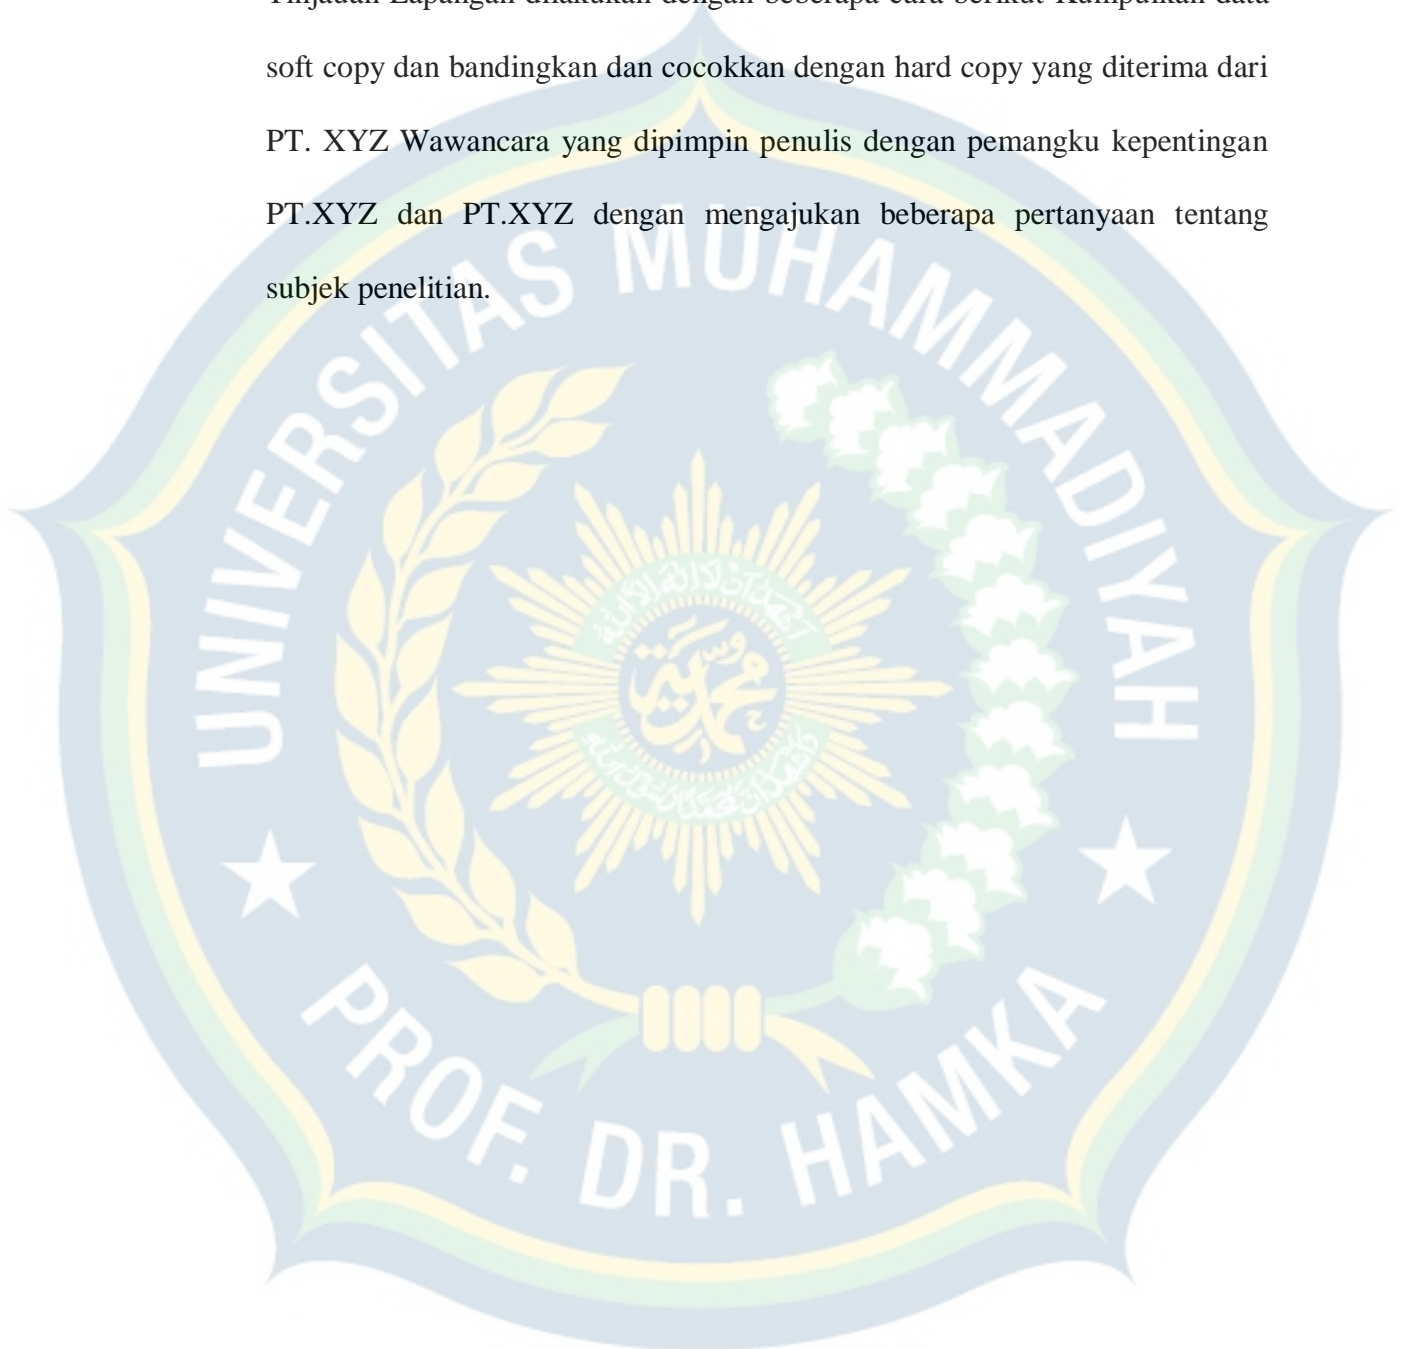 Tinjauan Lapangan dilakukan dengan beberapa cara berikut Kumpulkan data
soft copy dan bandingkan dan cocokkan dengan hard copy yang diterima dari
PT. XYZ Wawancara yang dipimpin penulis dengan pemangku kepentingan
PT.XYZ dan PT.XYZ dengan mengajukan beberapa pertanyaan tentang
subjek penelitian.
UNIVERSITAS MUHAMMADIYAH
محمدية
PROF. DR. HAMKA